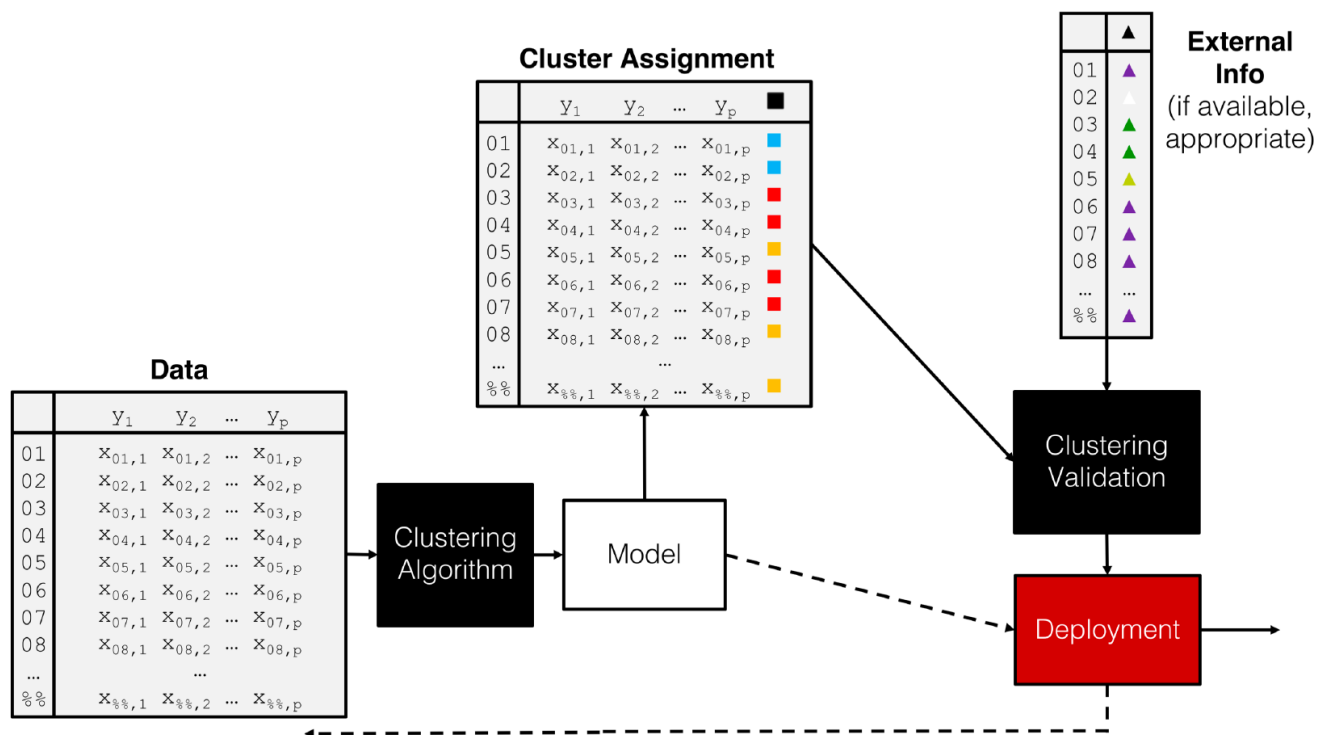 Cluster Assignment
y1 y2 … yp ■
01 x01,1 x01,2 … x01,p ■
02 x02,1 x02,2 … x02,p ■
03 x03,1 x03,2 … x03,p ■
04 x04,1 x04,2 … x04,p ■
05 x05,1 x05,2 … x05,p ■
06 x06,1 x06,2 … x06,p ■
07 x07,1 x07,2 … x07,p ■
08 x08,1 x08,2 … x08,p ■
… …
%% x%%,1 x%%,2 … x%%,p ■
▲
01 ▲
02 ▲
03 ▲
04 ▲
05 ▲
06 ▲
07 ▲
08 ▲
… …
%% ▲
External
Info
(if available,
appropriate)
Data
y1 y2 … yp
01 x01,1 x01,2 … x01,p
02 x02,1 x02,2 … x02,p
03 x03,1 x03,2 … x03,p
04 x04,1 x04,2 … x04,p
05 x05,1 x05,2 … x05,p
06 x06,1 x06,2 … x06,p
07 x07,1 x07,2 … x07,p
08 x08,1 x08,2 … x08,p
… …
%% x%%,1 x%%,2 … x%%,p
Clustering
Algorithm
Model
Clustering
Validation
Deployment